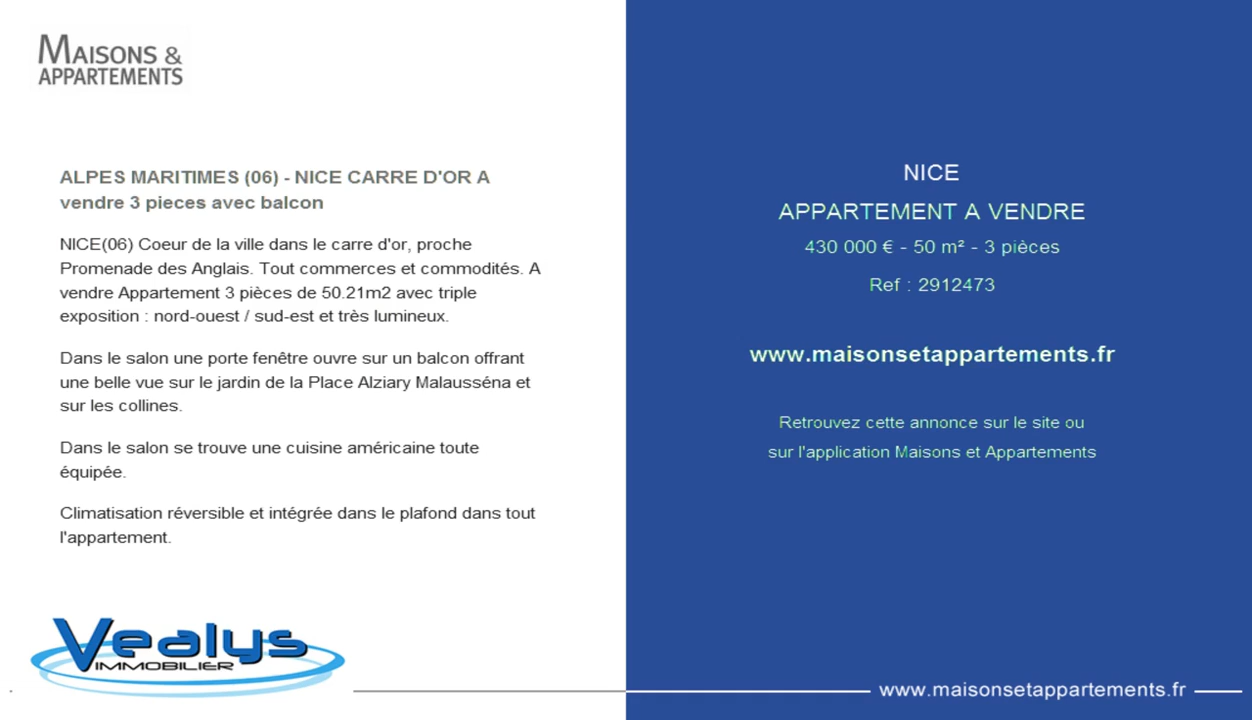 MAISONS &
APPARTEMENTS
ALPES MARITIMES (06) - NICE CARRE D'OR A
vendre 3 pieces avec balcon
NICE(06) Coeur de la ville dans le carre d'or, proche
Promenade des Anglais. Tout commerces et commodités. A
vendre Appartement 3 pièces de 50.21m2 avec triple
exposition : nord-ouest / sud-est et très lumineux.
Dans le salon une porte fenêtre ouvre sur un balcon offrant
une belle vue sur le jardin de la Place Alziary Malausséna et
sur les collines.
Dans le salon se trouve une cuisine américaine toute
équipée.
Climatisation réversible et intégrée dans le plafond dans tout
l'appartement.
Vealys
IMMOBILIER
NICE
APPARTEMENT A VENDRE
430 000 € - 50 m² - 3 pièces
Ref : 2912473
www.maisonsetappartements.fr
Retrouvez cette annonce sur le site ou
sur l'application Maisons et Appartements
www.maisonsetappartements.fr